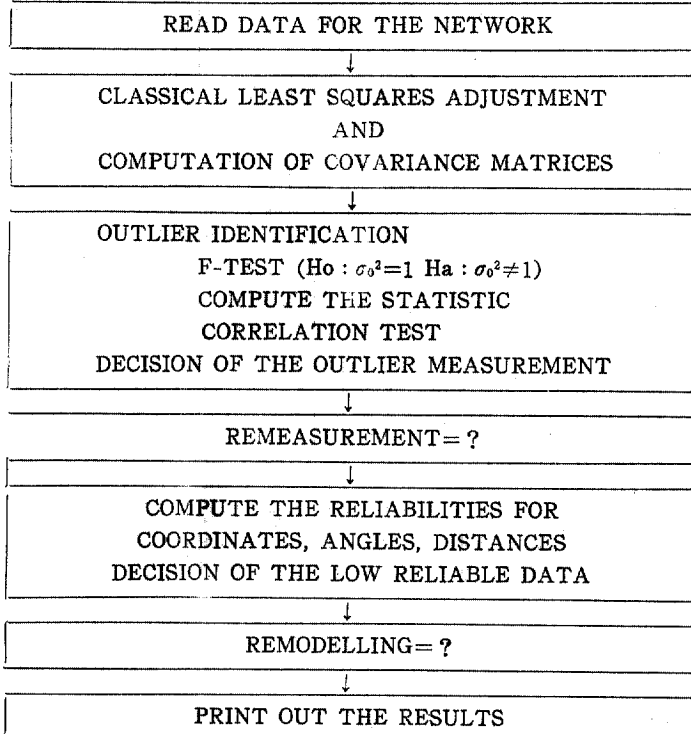 READ DATA FOR THE NETWORK
↓
CLASSICAL LEAST SQUARES ADJUSTMENT
AND
COMPUTATION OF COVARIANCE MATRICES
↓
OUTLIER IDENTIFICATION
F-TEST (Ho : σ₀²=1 Ha : σ₀²≠1)
COMPUTE THE STATISTIC
CORRELATION TEST
DECISION OF THE OUTLIER MEASUREMENT
↓
REMEASUREMENT= ?
↓
COMPUTE THE RELIABILITIES FOR
COORDINATES, ANGLES, DISTANCES
DECISION OF THE LOW RELIABLE DATA
↓
REMODELLING= ?
↓
PRINT OUT THE RESULTS